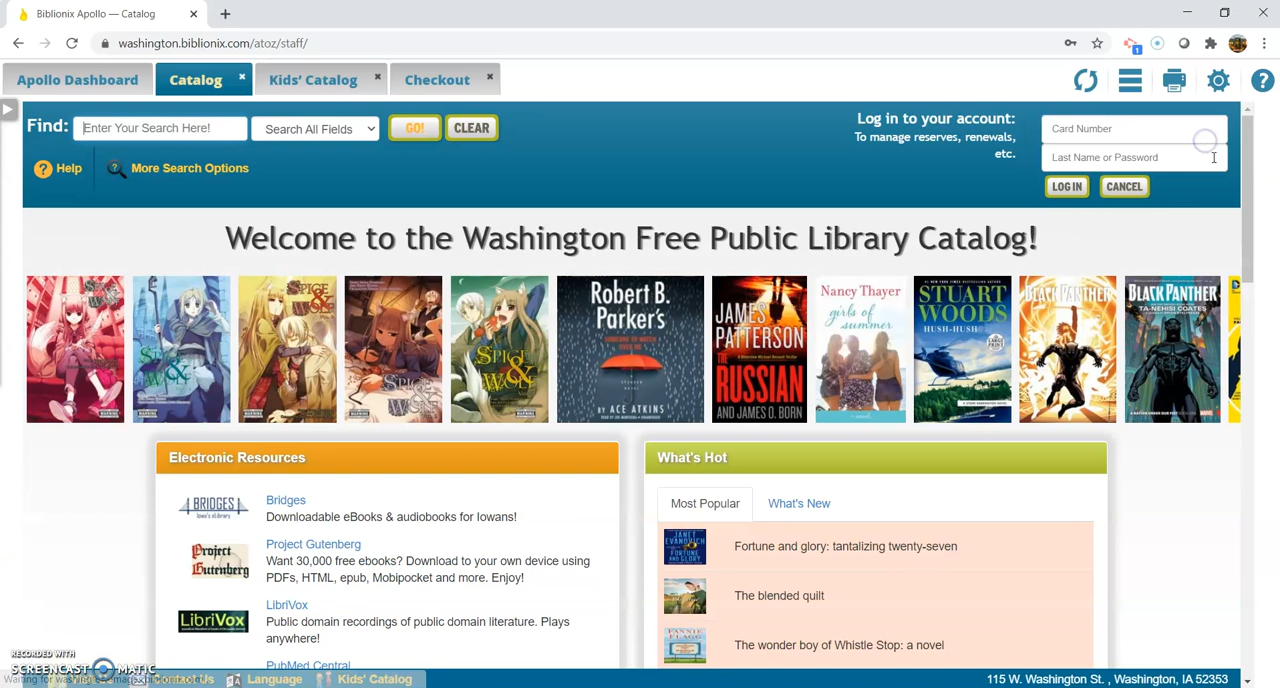 Biblionix Apollo — Catalog
washington.biblionix.com/atoz/staff/
1
Apollo Dashboard
Catalog
Kids' Catalog
Checkout
Find:
Enter Your Search Here!
Search All Fields
GO!
CLEAR
Help
More Search Options
Log in to your account:
To manage reserves, renewals,
etc.
Card Number
Last Name or Password
LOG IN
CANCEL
Welcome to the Washington Free Public Library Catalog!
SPICE
& WOLF
SPICE
Robert B.
Parker's
BY ACE ATKINS
JAMES
PATTERSON
THE
RUSSIAN
AND JAMES O. BORN
Nancy Thayer
girls of
summer
STUART
WOODS
HUSH-HUSH
BLACK PANTHER
BLACK PANTHER
TA-NEHISI COATES
Electronic Resources
BRIDGES
Bridges
Downloadable eBooks & audiobooks for Iowans!
Project
Gutenberg
Project Gutenberg
Want 30,000 free ebooks? Download to your own device using
PDFs, HTML, epub, Mobipocket and more. Enjoy!
LibriVox
LibriVox
Public domain recordings of public domain literature. Plays
anywhere!
PubMed Central
What's Hot
Most Popular
What's New
Fortune and glory: tantalizing twenty-seven
The blended quilt
The wonder boy of Whistle Stop: a novel
RECORDED WITH
SCREENCAST MATIC
Language
Kids' Catalog
115 W. Washington St. , Washington, IA 52353